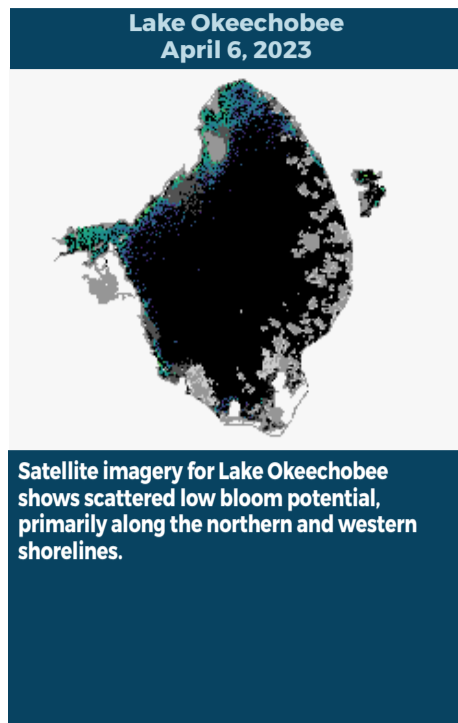 Lake Okeechobee
April 6, 2023
Satellite imagery for Lake Okeechobee
shows scattered low bloom potential,
primarily along the northern and western
shorelines.